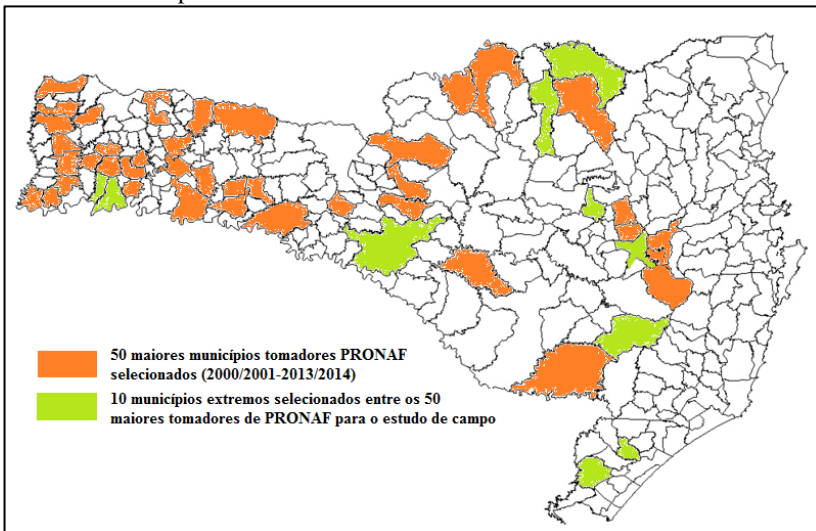 50 maiores municípios tomadores PRONAF
selecionados (2000/2001-2013/2014)
10 municípios extremos selecionados entre os 50
maiores tomadores de PRONAF para o estudo de campo